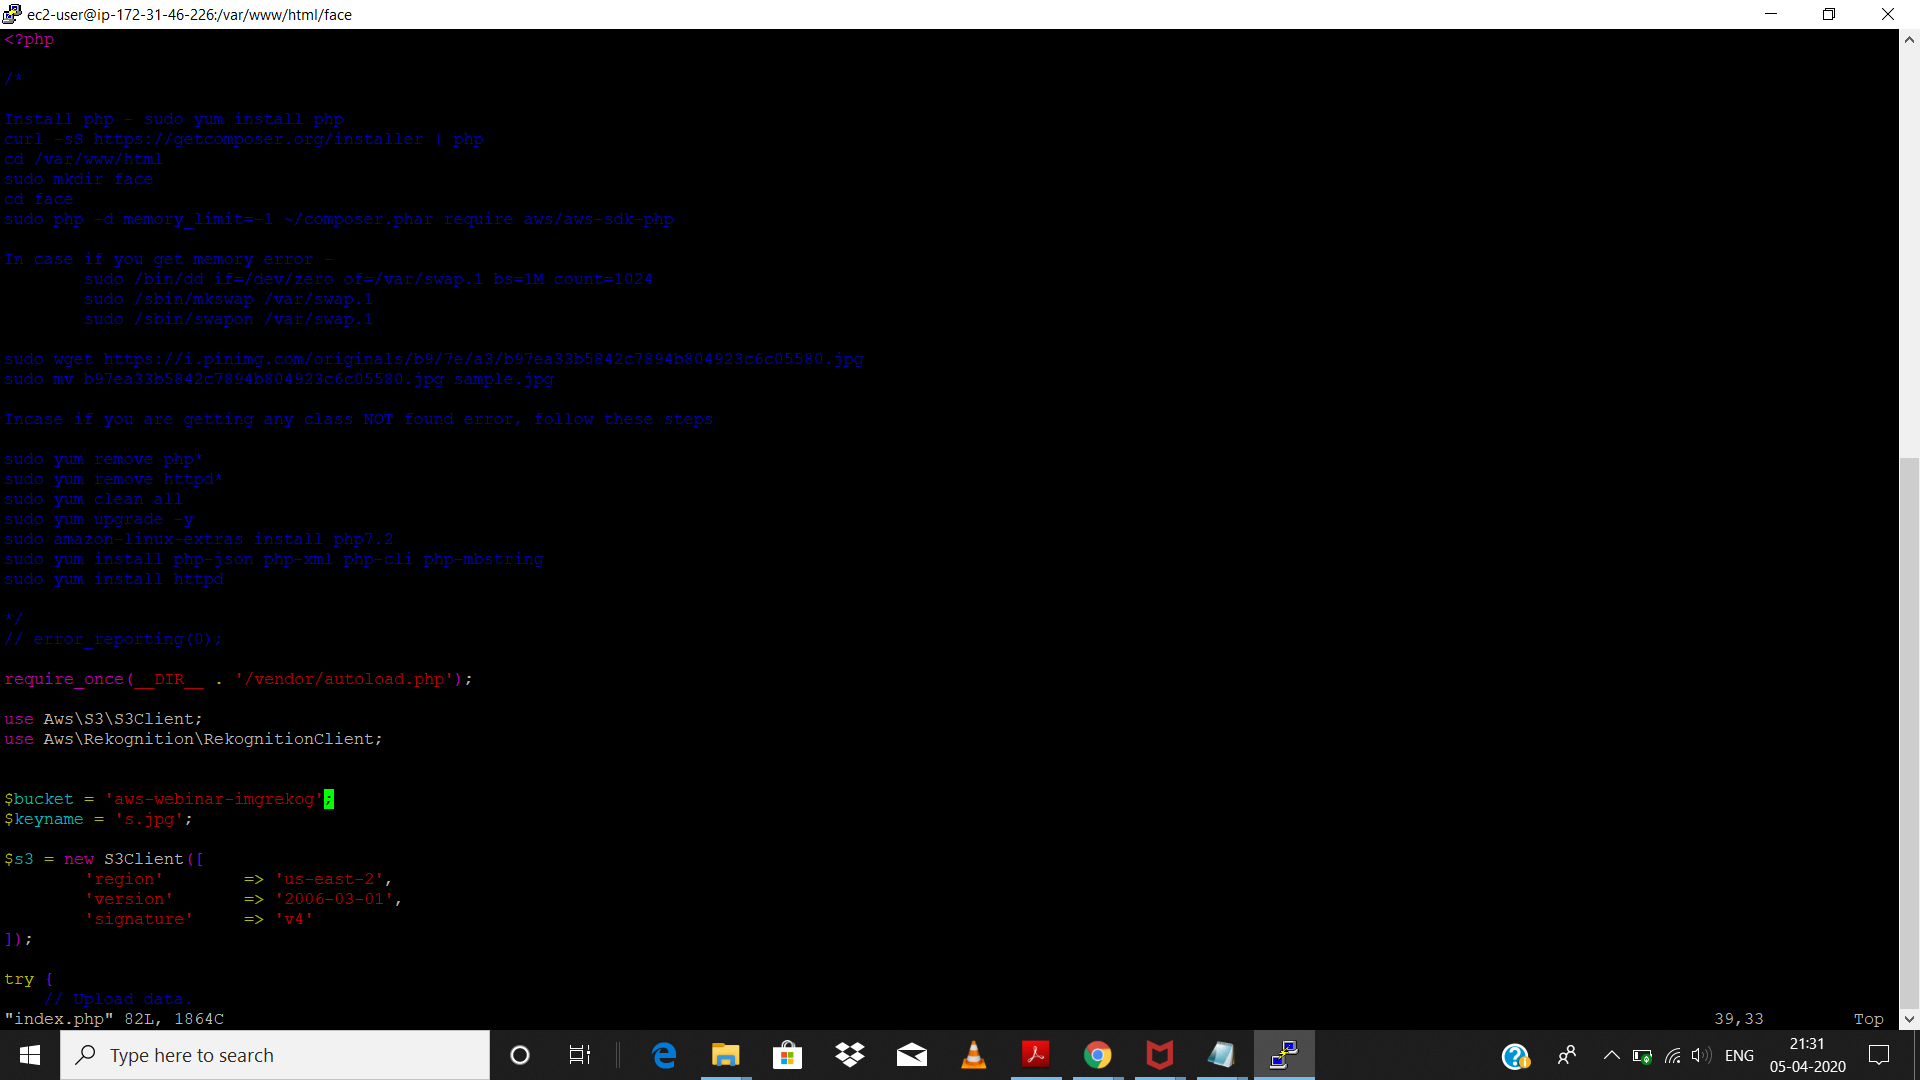 ec2-user@ip-172-31-46-226:/var/www/html/face
<?php
/*
Install php - sudo yum install php
curl -sS https://getcomposer.org/installer | php
cd /var/www/html
sudo mkdir face
cd face
sudo php -d memory_limit=-1 ~/composer.phar require aws/aws-sdk-php
In case if you get memory error -
sudo /bin/dd if=/dev/zero of=/var/swap.1 bs=1M count=1024
sudo /sbin/mkswap /var/swap.1
sudo /sbin/swapon /var/swap.1
sudo wget https://i.pinimg.com/originals/b9/7e/a3/b97ea33b5842c7894b804923c6c05580.jpg
sudo mv b97ea33b5842c7894b804923c6c05580.jpg sample.jpg
Incase if you are getting any class NOT found error, follow these steps
sudo yum remove php*
sudo yum remove httpd*
sudo yum clean all
sudo yum upgrade -y
sudo amazon-linux-extras install php7.2
sudo yum install php-json php-xml php-cli php-mbstring
sudo yum install httpd
*/
// error_reporting(0);
require_once(__DIR__ . '/vendor/autoload.php');
use Aws\S3\S3Client;
use Aws\Rekognition\RekognitionClient;
$bucket = 'aws-webinar-imgrekog';
$keyname = 's.jpg';
$s3 = new S3Client([
'region' => 'us-east-2',
'version' => '2006-03-01',
'signature' => 'v4'
]);
try {
// Upload data.
"index.php" 82L, 1864C 39,33 Top
Type here to search
ENG
21:31
05-04-2020